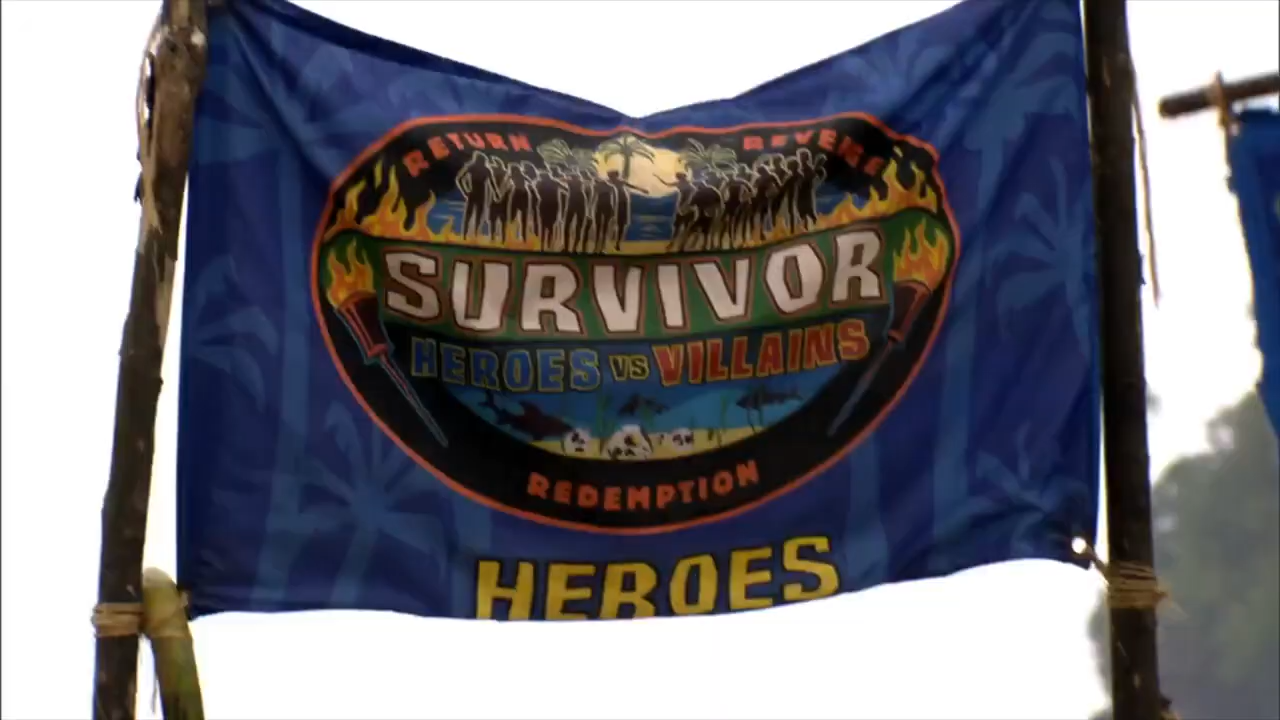 RETURN REVENGE
SURVIVOR
HEROES VS VILLAINS
REDEMPTION
HEROES